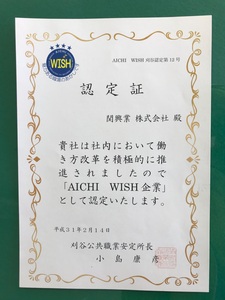 AICHI WISH 刈谷認定第12号
WISH
認定証
関興業 株式会社 殿
貴社は社内において働
き方改革を積極的に推
進されましたので
「AICHI WISH企業」
として認定いたします。
平成31年2月14日
刈谷公共職業安定所長
小島康彦